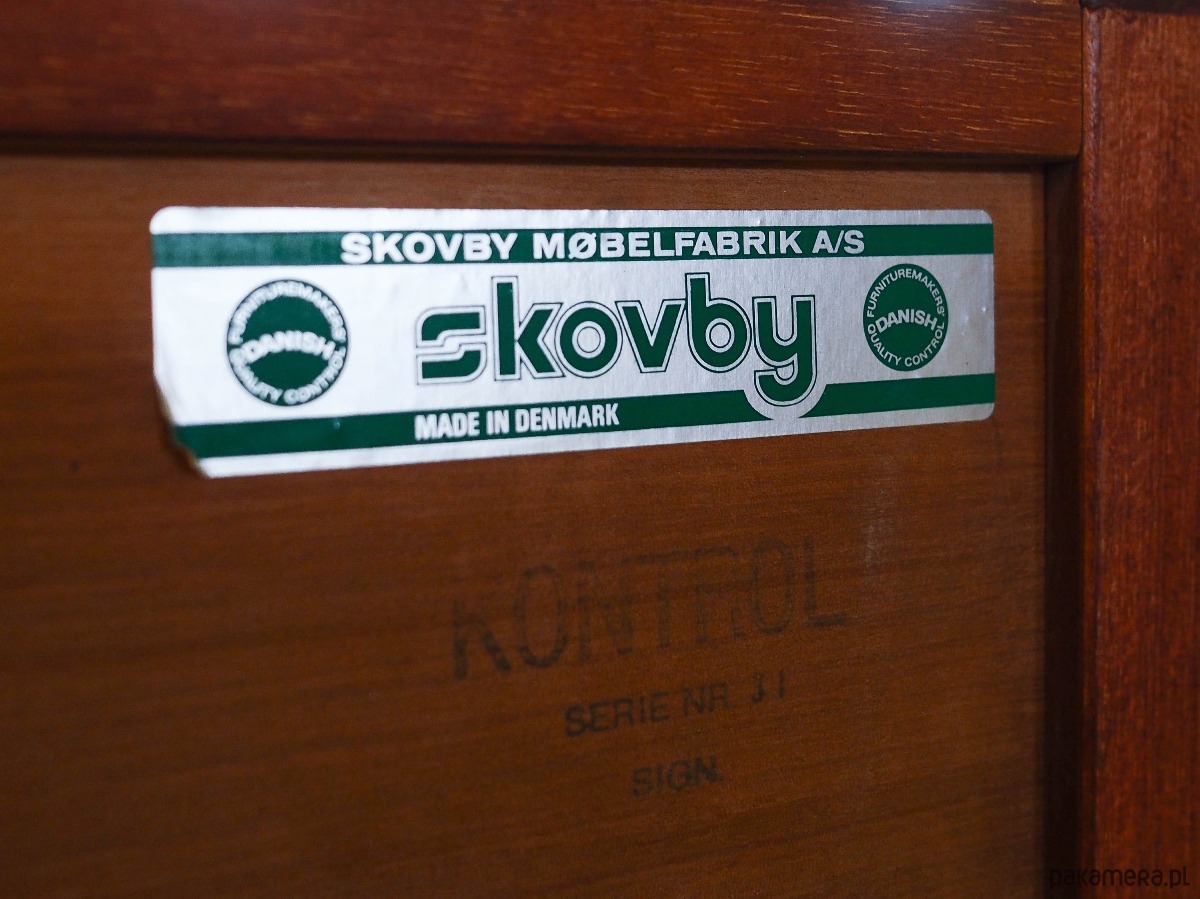 SKOVBY MØBELFABRIK A/S
FURNITUREMAKERS'
DANISH
QUALITY CONTROL
skovby
FURNITUREMAKERS'
DANISH
QUALITY CONTROL
MADE IN DENMARK
KONTROL
SERIE NR.
SIGN.
pakamera.pl